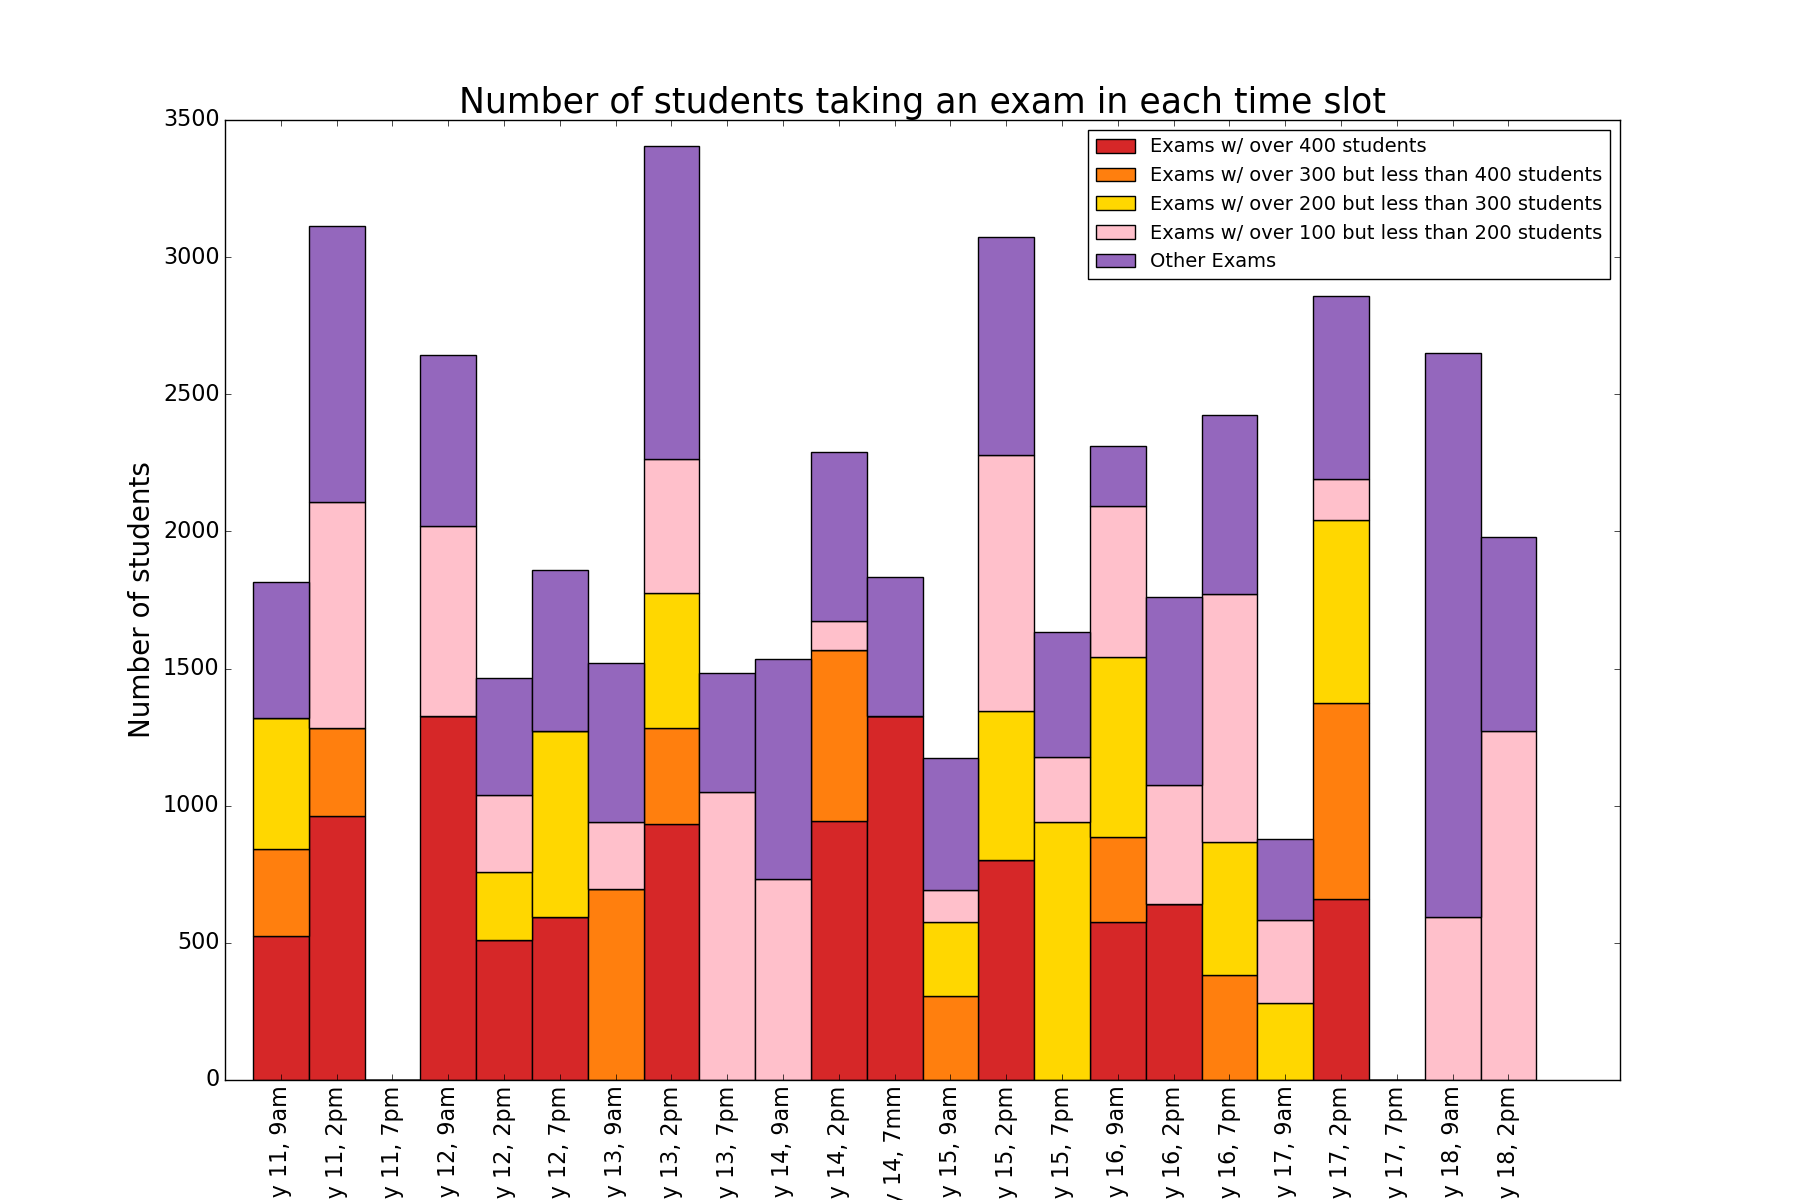 Number of students taking an exam in each time slot
Exams w/ over 400 students
Exams w/ over 300 but less than 400 students
Exams w/ over 200 but less than 300 students
Exams w/ over 100 but less than 200 students
Other Exams
Number of students
3500
3000
2500
2000
1500
1000
500
0
y 11, 9am
y 11, 2pm
y 11, 7pm
y 12, 9am
y 12, 2pm
y 12, 7pm
y 13, 9am
y 13, 2pm
y 13, 7pm
y 14, 9am
y 14, 2pm
y 14, 7mm
y 15, 9am
y 15, 2pm
y 15, 7pm
y 16, 9am
y 16, 2pm
y 16, 7pm
y 17, 9am
y 17, 2pm
y 17, 7pm
y 18, 9am
y 18, 2pm